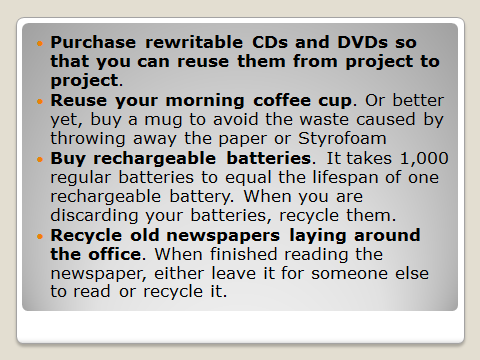 Purchase rewritable CDs and DVDs so
that you can reuse them from project to
project.
Reuse your morning coffee cup. Or better
yet, buy a mug to avoid the waste caused by
throwing away the paper or Styrofoam
Buy rechargeable batteries. It takes 1,000
regular batteries to equal the lifespan of one
rechargeable battery. When you are
discarding your batteries, recycle them.
Recycle old newspapers laying around
the office. When finished reading the
newspaper, either leave it for someone else
to read or recycle it.